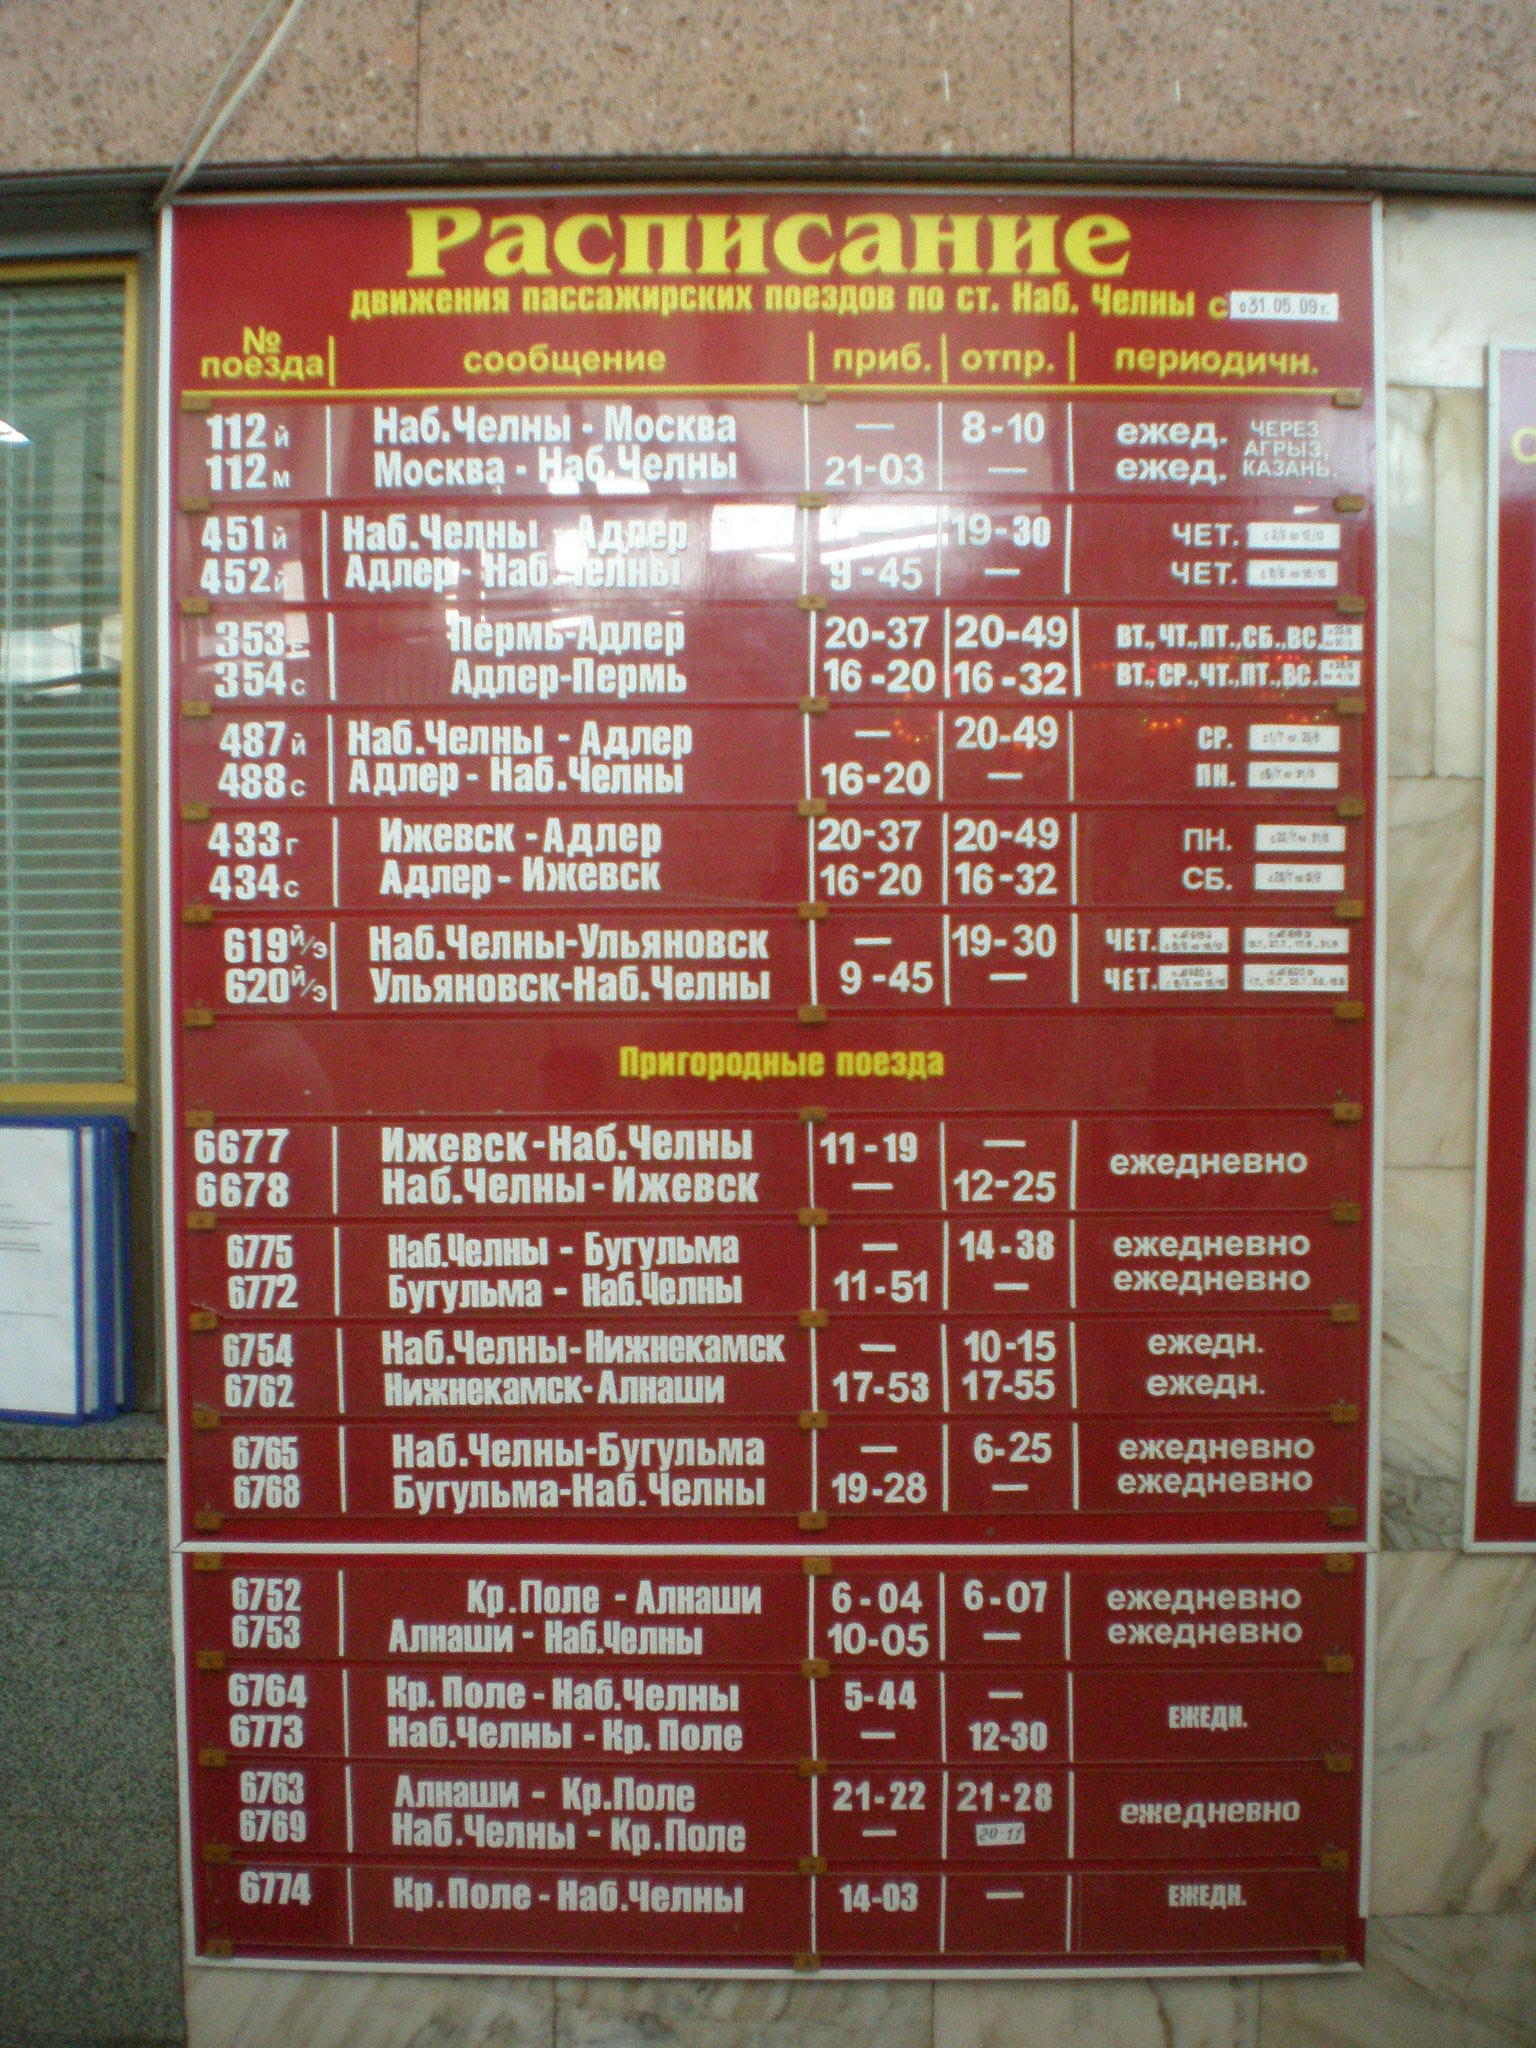 Расписание
движения пассажирских поездов по ст. Наб. Челны с с 31.05.09 г.
№ поезда сообщение приб. отпр. периодичн.
112 й Наб.Челны - Москва — 8-10 ежед. ЧЕРЕЗ АГРЫЗ, КАЗАНЬ.
112 м Москва - Наб.Челны 21-03 — ежед.
451 й Наб.Челны - Адлер — 19-30 ЧЕТ.
452 й Адлер - Наб.Челны 9-45 — ЧЕТ.
353 Пермь-Адлер 20-37 20-49 ВТ.,ЧТ.,ПТ.,СБ.,ВС.
354 с Адлер-Пермь 16-20 16-32 ВТ.,СР.,ЧТ.,ПТ.,ВС.
487 й Наб.Челны - Адлер — 20-49 СР.
488 с Адлер - Наб.Челны 16-20 — ПН.
433 г Ижевск - Адлер 20-37 20-49 ПН.
434 с Адлер - Ижевск 16-20 16-32 СБ.
619 й/э Наб.Челны-Ульяновск — 19-30 ЧЕТ.
620 й/э Ульяновск-Наб.Челны 9-45 — ЧЕТ.
Пригородные поезда
6677 Ижевск-Наб.Челны 11-19 — ежедневно
6678 Наб.Челны-Ижевск — 12-25
6775 Наб.Челны - Бугульма — 14-38 ежедневно
6772 Бугульма - Наб.Челны 11-51 — ежедневно
6754 Наб.Челны-Нижнекамск — 10-15 ежедн.
6762 Нижнекамск-Алнаши 17-53 17-55 ежедн.
6765 Наб.Челны-Бугульма — 6-25 ежедневно
6768 Бугульма-Наб.Челны 19-28 — ежедневно
6752 Кр.Поле - Алнаши 6-04 6-07 ежедневно
6753 Алнаши - Наб.Челны 10-05 — ежедневно
6764 Кр.Поле - Наб.Челны 5-44 — ЕЖЕДН.
6773 Наб.Челны - Кр.Поле — 12-30
6763 Алнаши - Кр.Поле 21-22 21-28 ежедневно
6769 Наб.Челны - Кр.Поле — 20-11
6774 Кр.Поле - Наб.Челны 14-03 — ЕЖЕДН.